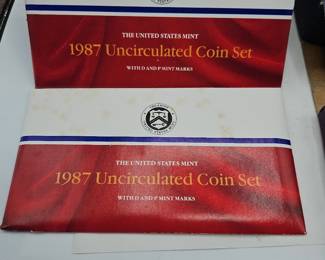 THE UNITED STATES MINT
1987 Uncirculated Coin Set
WITH D AND P MINT MARKS
THE UNITED STATES MINT
1987 Uncirculated Coin Set
WITH D AND P MINT MARKS